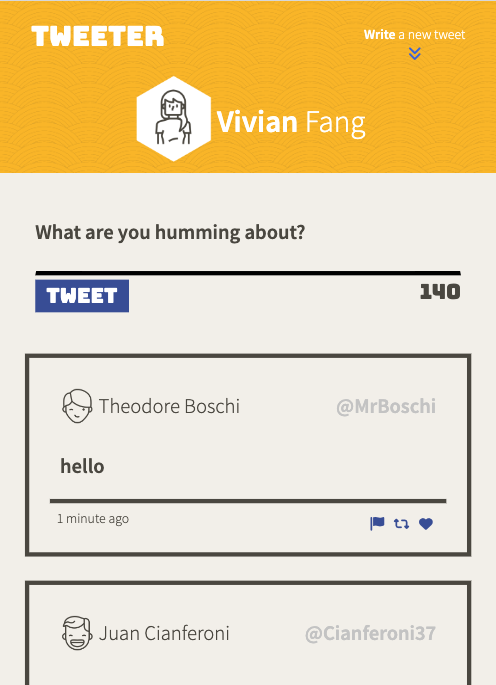 TWEETER
Write a new tweet
Vivian Fang
What are you humming about?
TWEET
140
Theodore Boschi
@MrBoschi
hello
1 minute ago
Juan Cianferoni
@Cianferoni37